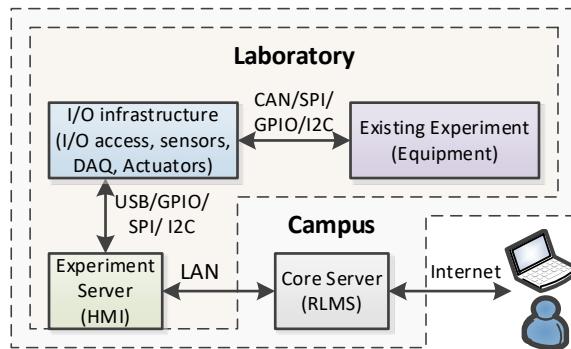 Laboratory
I/O infrastructure
(I/O access, sensors,
DAQ, Actuators)
CAN/SPI/
GPIO/I2C
Existing Experiment
(Equipment)
USB/GPIO/
SPI/ I2C
Campus
Experiment
Server
(HMI)
LAN
Core Server
(RLMS)
Internet